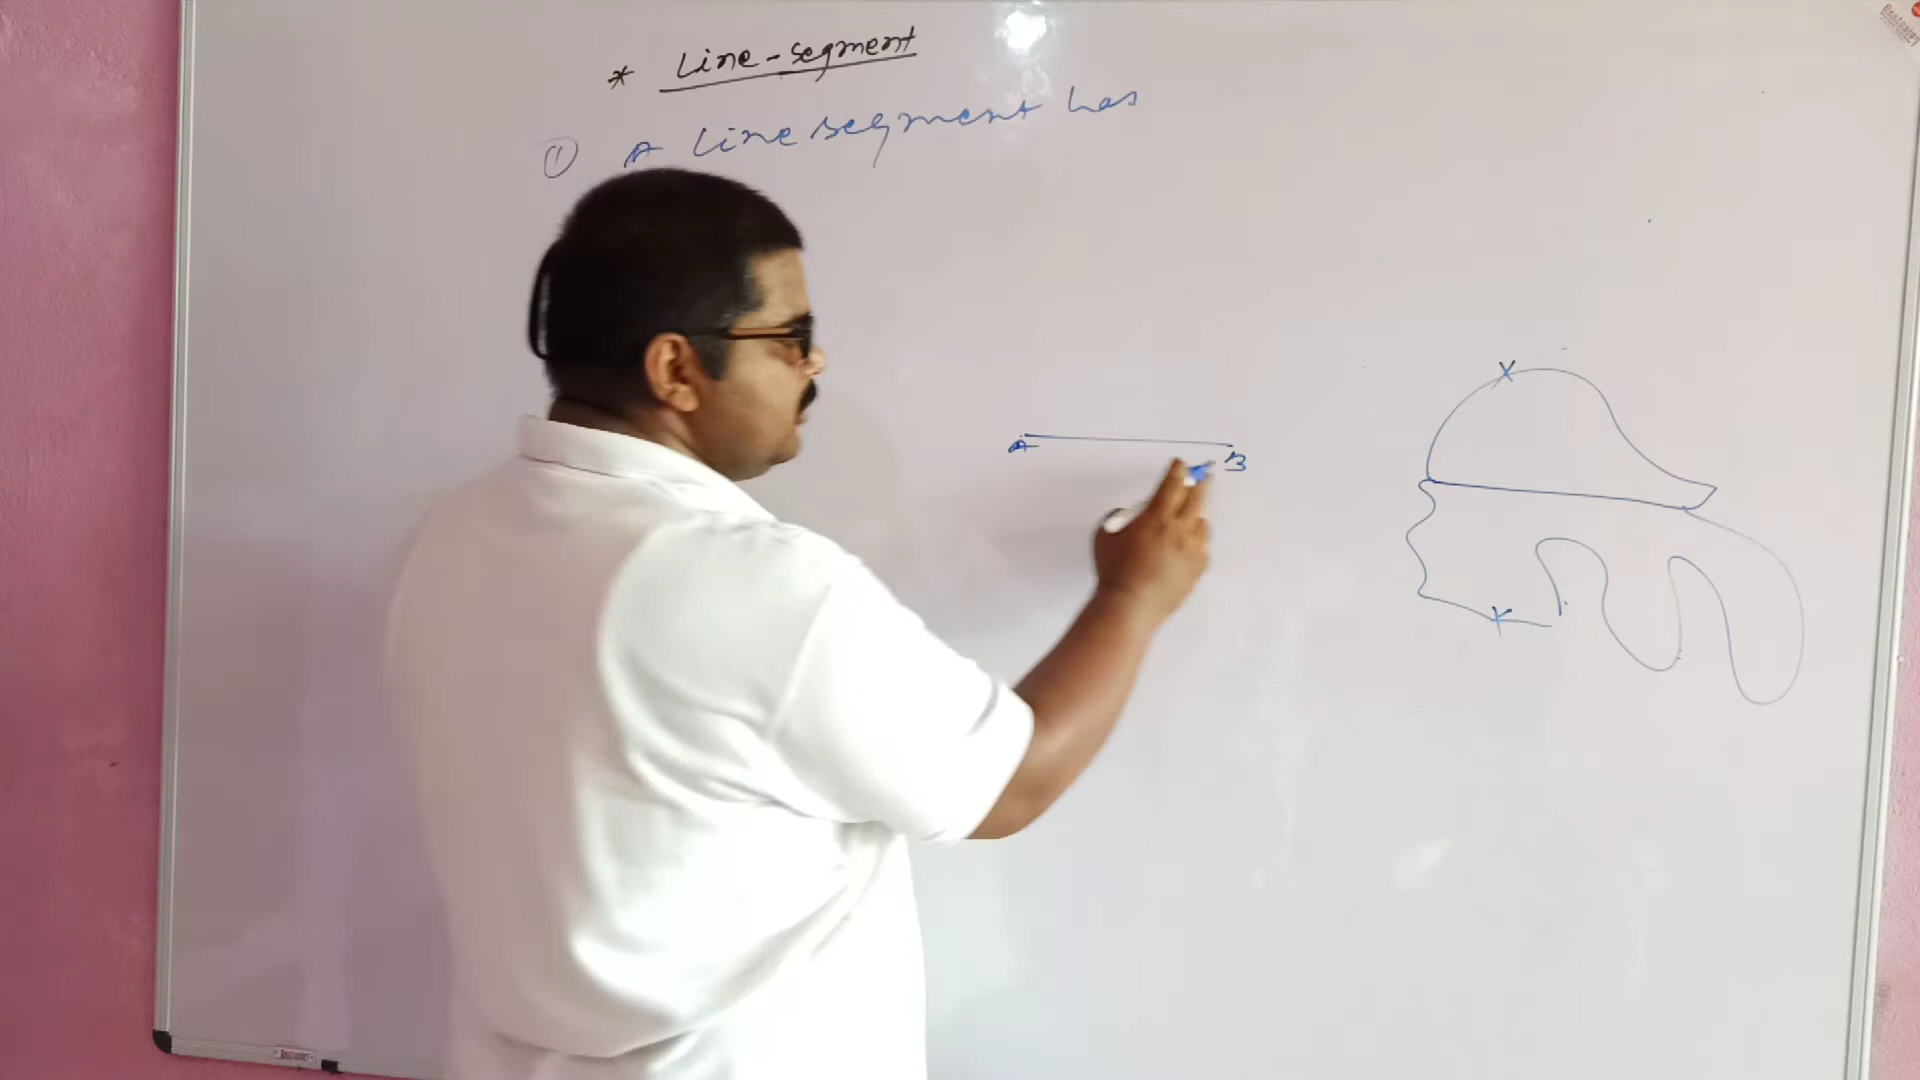 * Line-segment
① A Line segment has
A
B
X
X